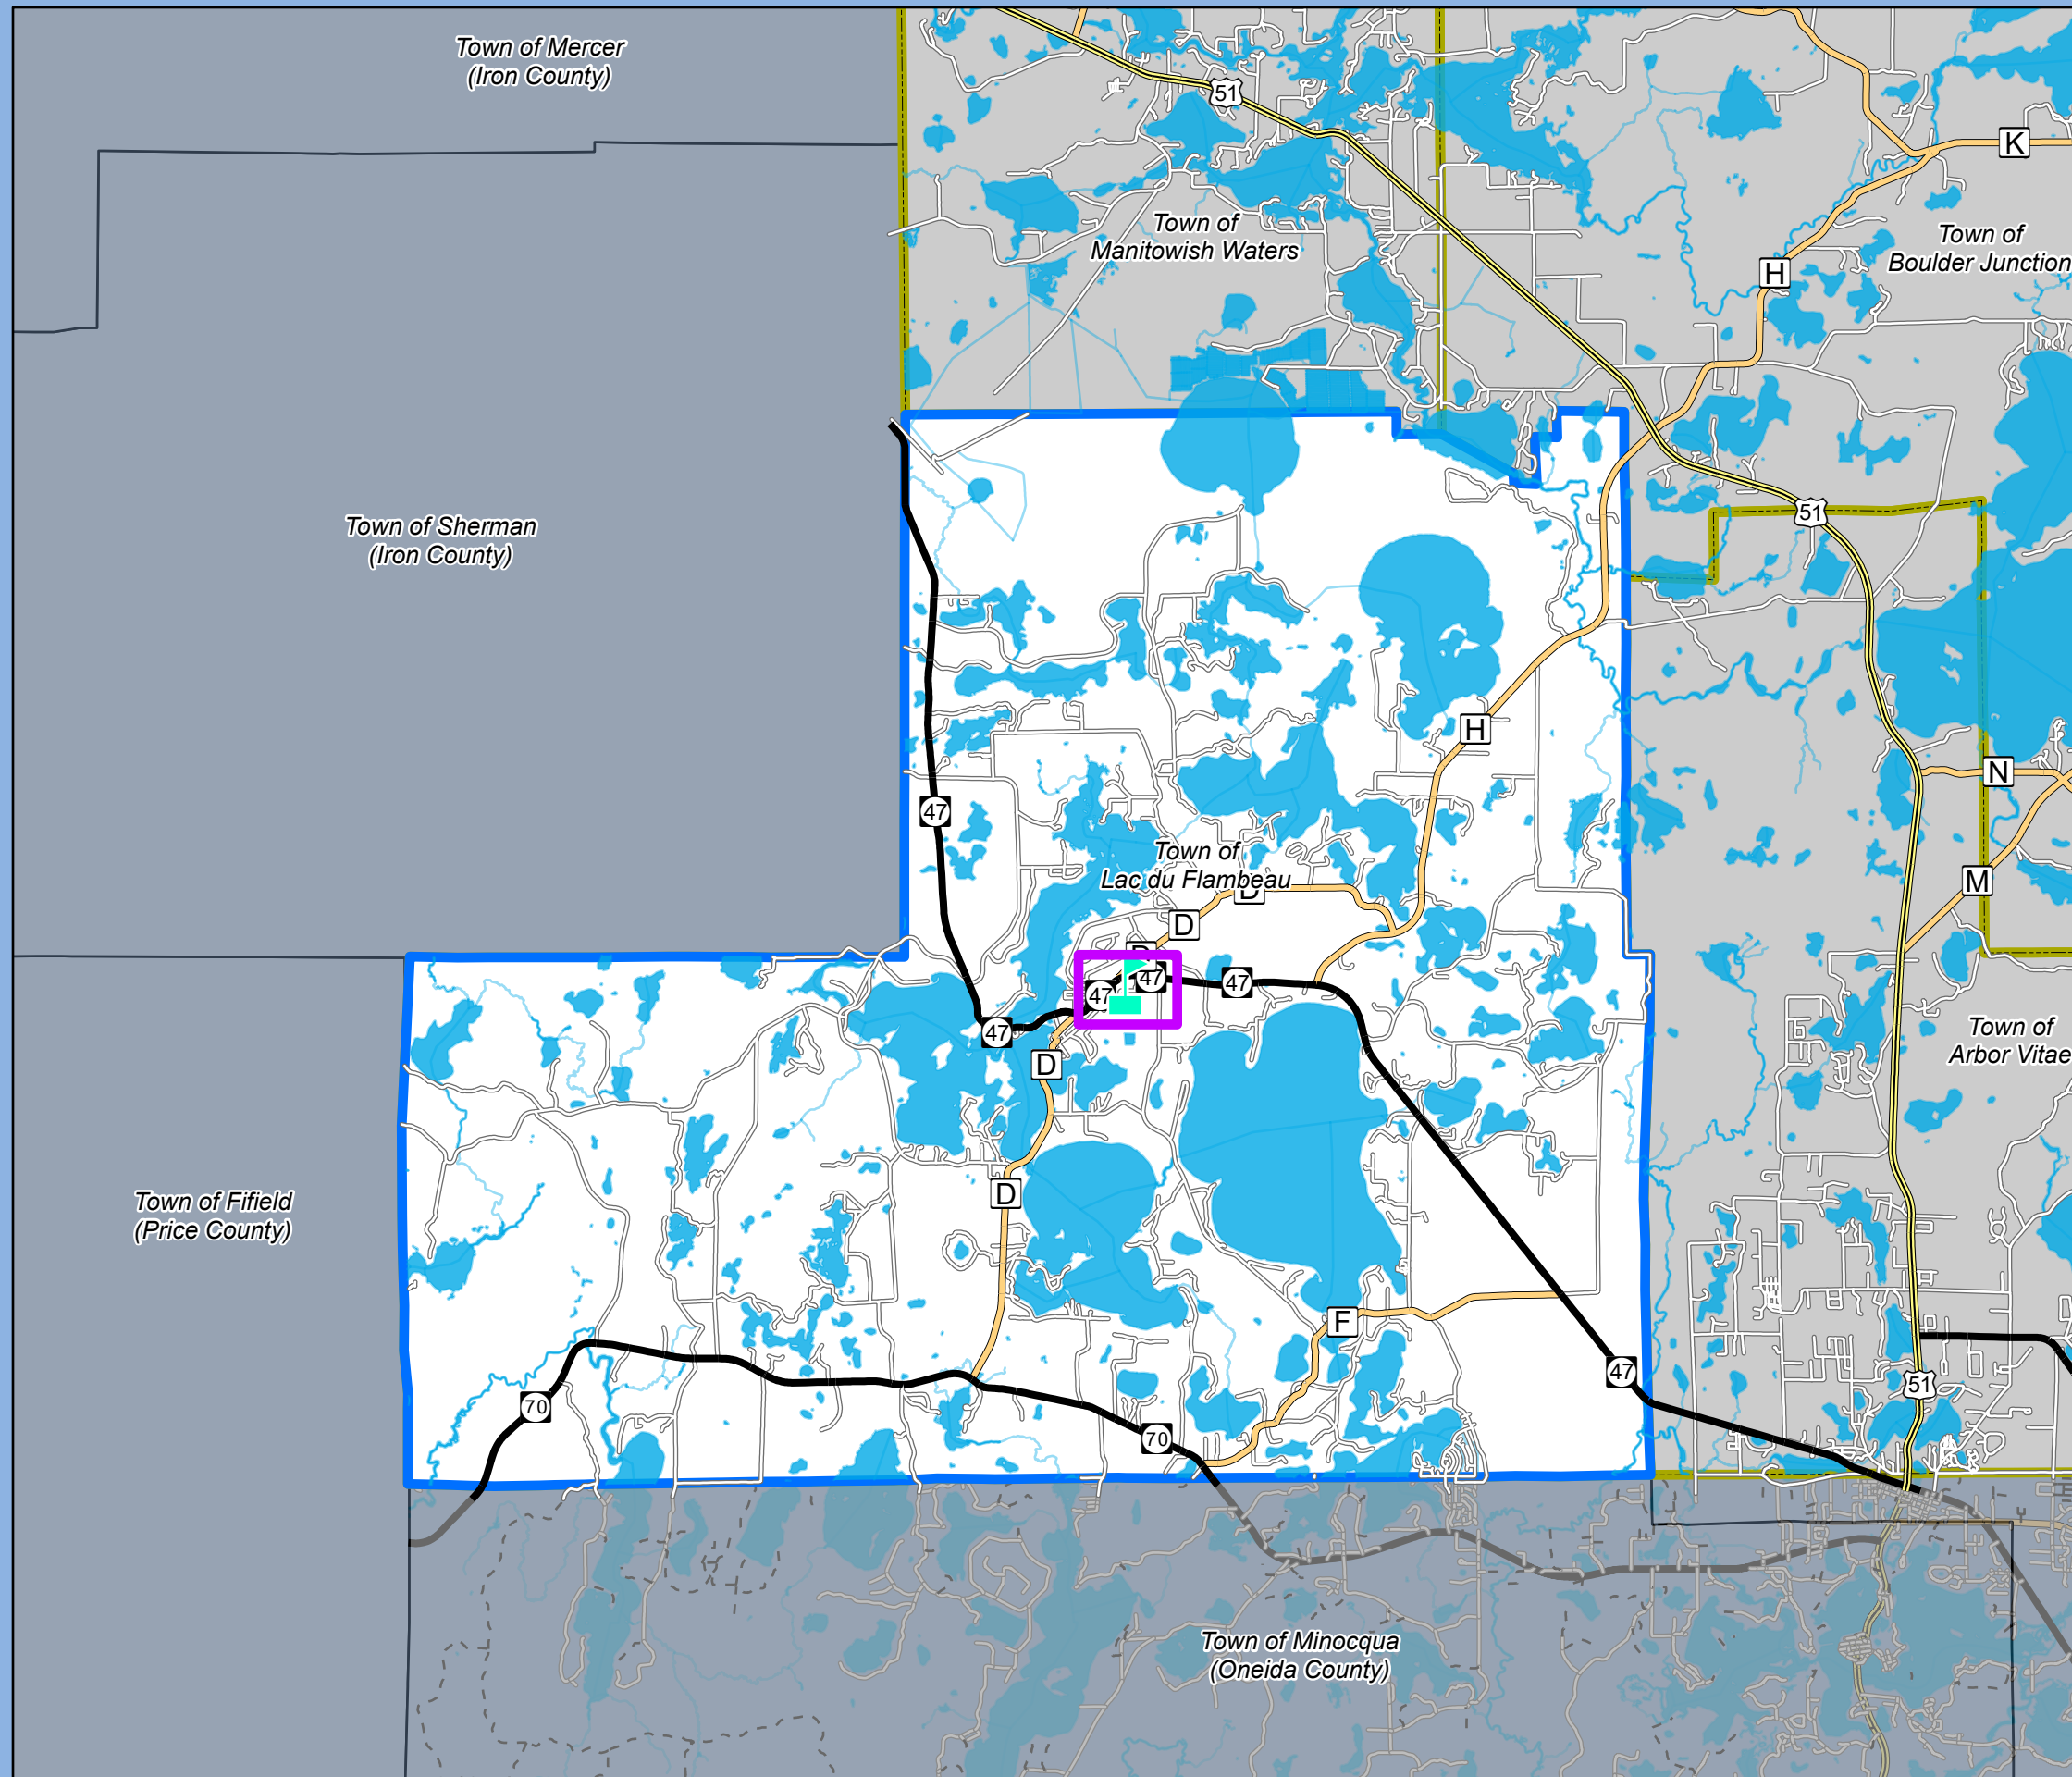 Town of Mercer
(Iron County)
51
K
Town of
Manitowish Waters
Town of
Boulder Junction
H
51
Town of Sherman
(Iron County)
H
N
47
Town of
Lac du Flambeau
D
M
D
D
47
47
47
47
Town of
Arbor Vitae
D
D
Town of Fifield
(Price County)
F
47
51
70
70
Town of Minocqua
(Oneida County)